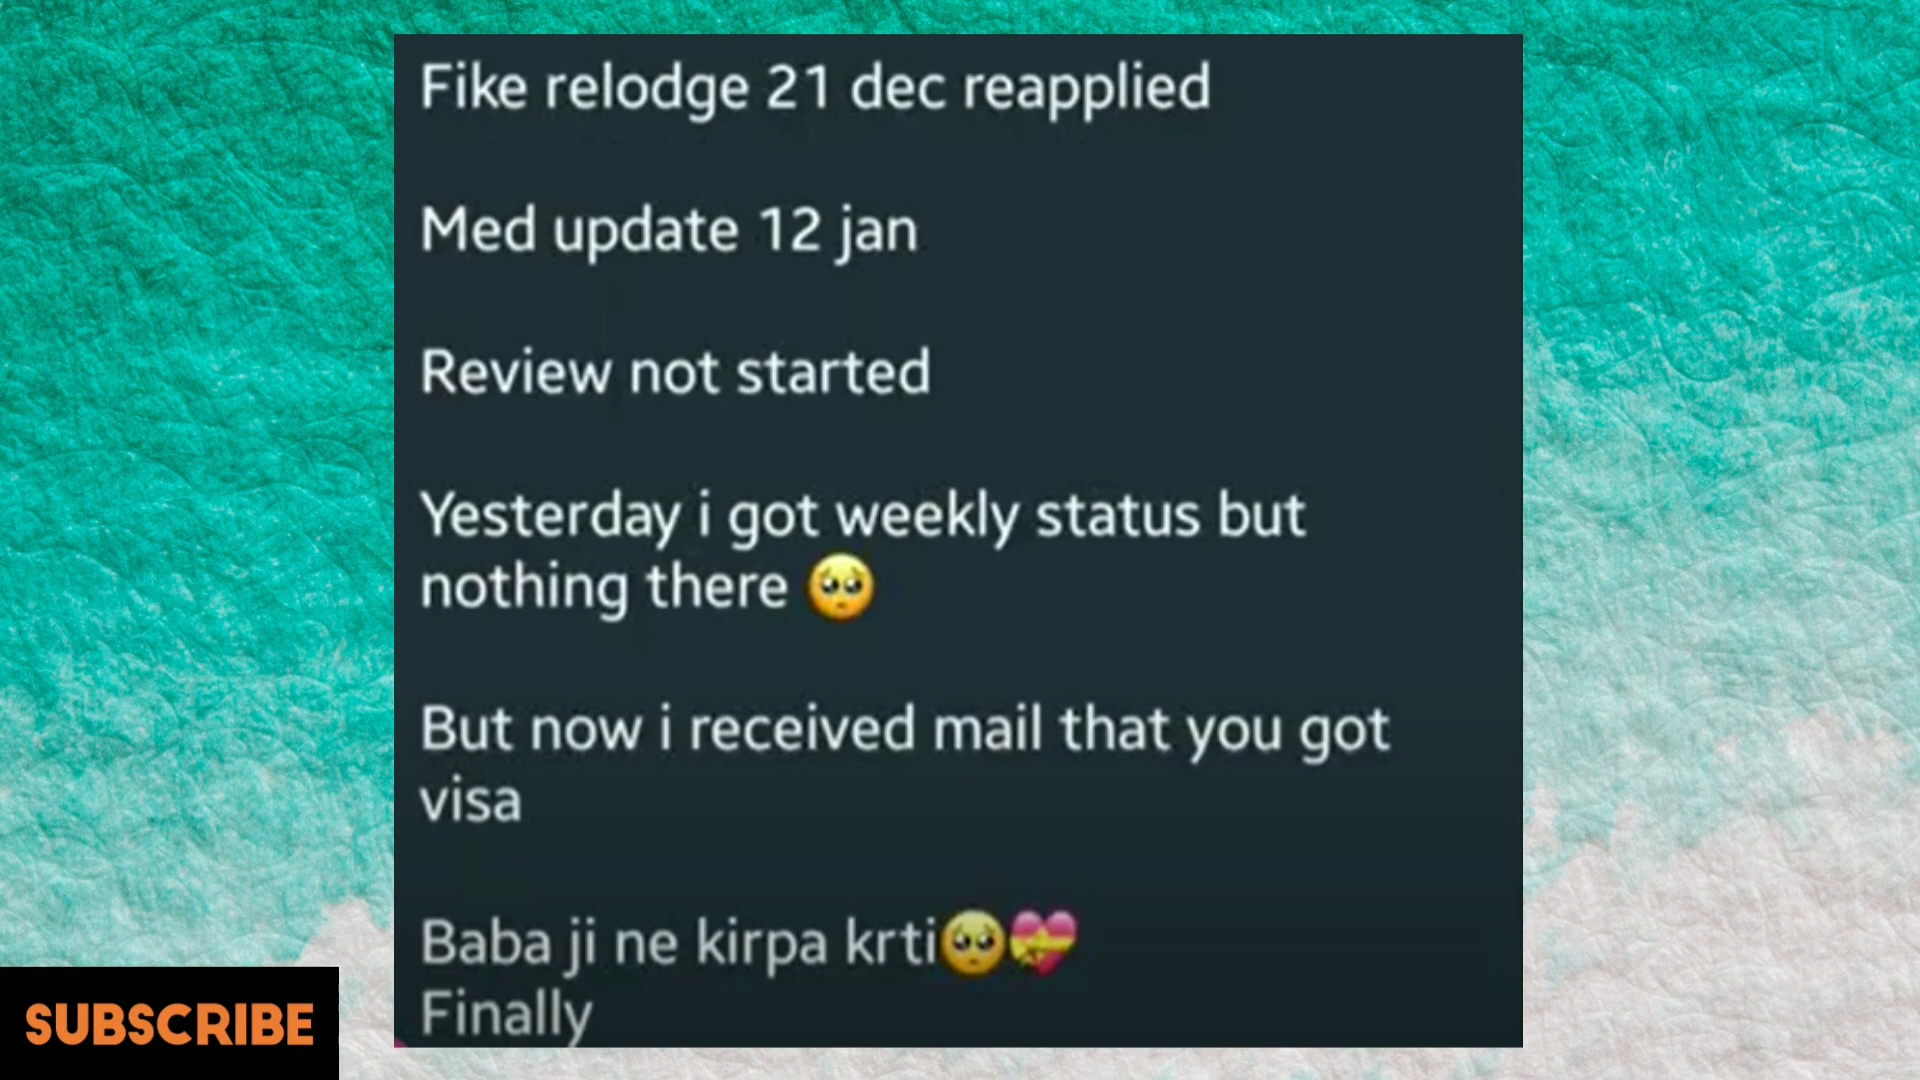 Fike relodge 21 dec reapplied
Med update 12 jan
Review not started
Yesterday i got weekly status but
nothing there 🥺
But now i received mail that you got
visa
Baba ji ne kirpa krti🥺💝
Finally
SUBSCRIBE